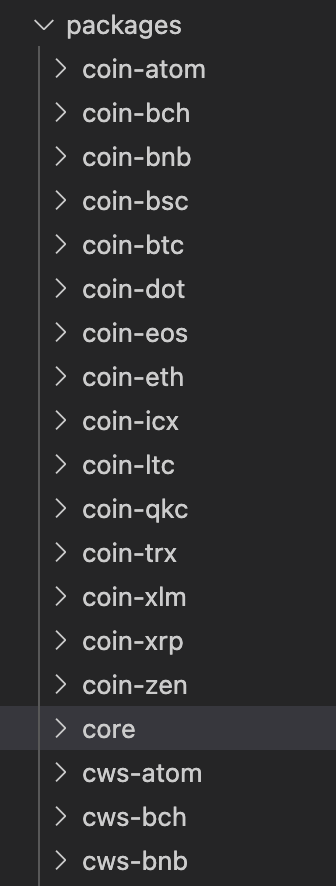 packages
coin-atom
coin-bch
coin-bnb
coin-bsc
coin-btc
coin-dot
coin-eos
coin-eth
coin-icx
coin-ltc
coin-qkc
coin-trx
coin-xlm
coin-xrp
coin-zen
core
cws-atom
cws-bch
cws-bnb